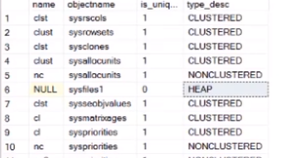 name objectname is_uniq... type_desc
1 clst sysrscols 1 CLUSTERED
2 clust sysrowsets 1 CLUSTERED
3 clst sysclones 1 CLUSTERED
4 clust sysallocunits 1 CLUSTERED
5 nc sysallocunits 1 NONCLUSTERED
6 NULL sysfiles1 0 HEAP
7 clst sysseobjvalues 1 CLUSTERED
8 cl sysmatrixages 1 CLUSTERED
9 cl syspriorities 1 CLUSTERED
10 nc syspriorities 1 NONCLUSTERED